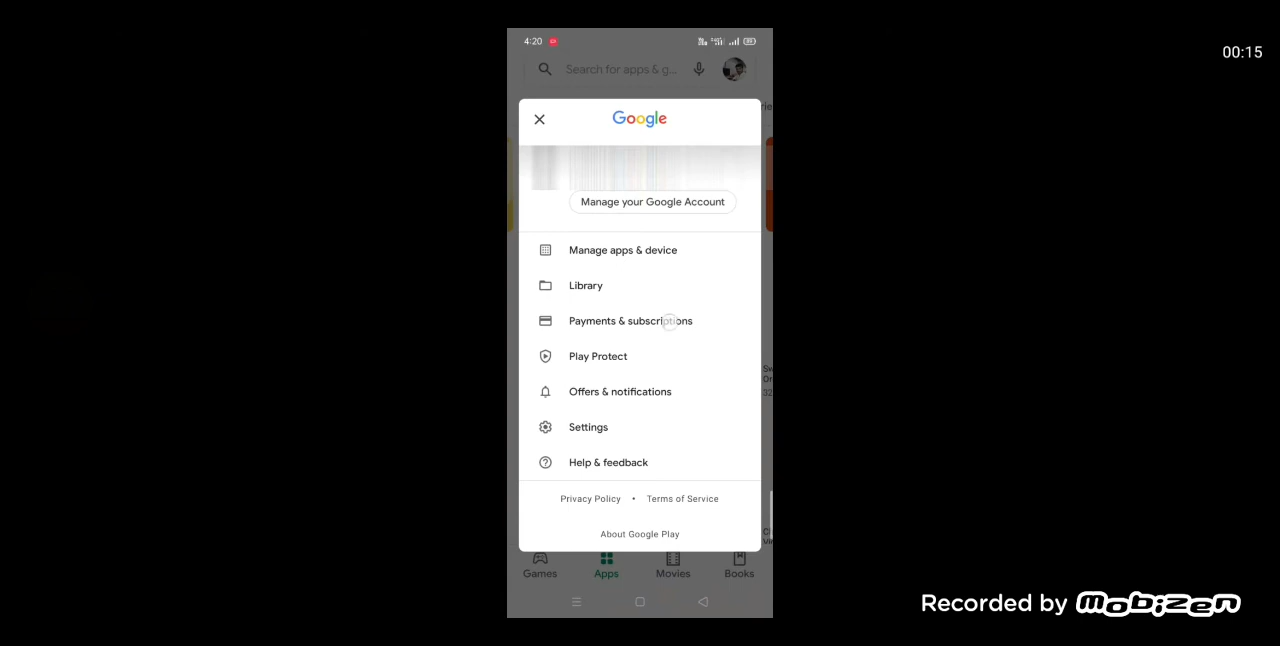 4:20
00:15
Search for apps & g...
Google
Manage your Google Account
Manage apps & device
Library
Payments & subscriptions
Play Protect
Offers & notifications
Settings
Help & feedback
Privacy Policy • Terms of Service
About Google Play
Games Apps Movies Books
Recorded by mobizen